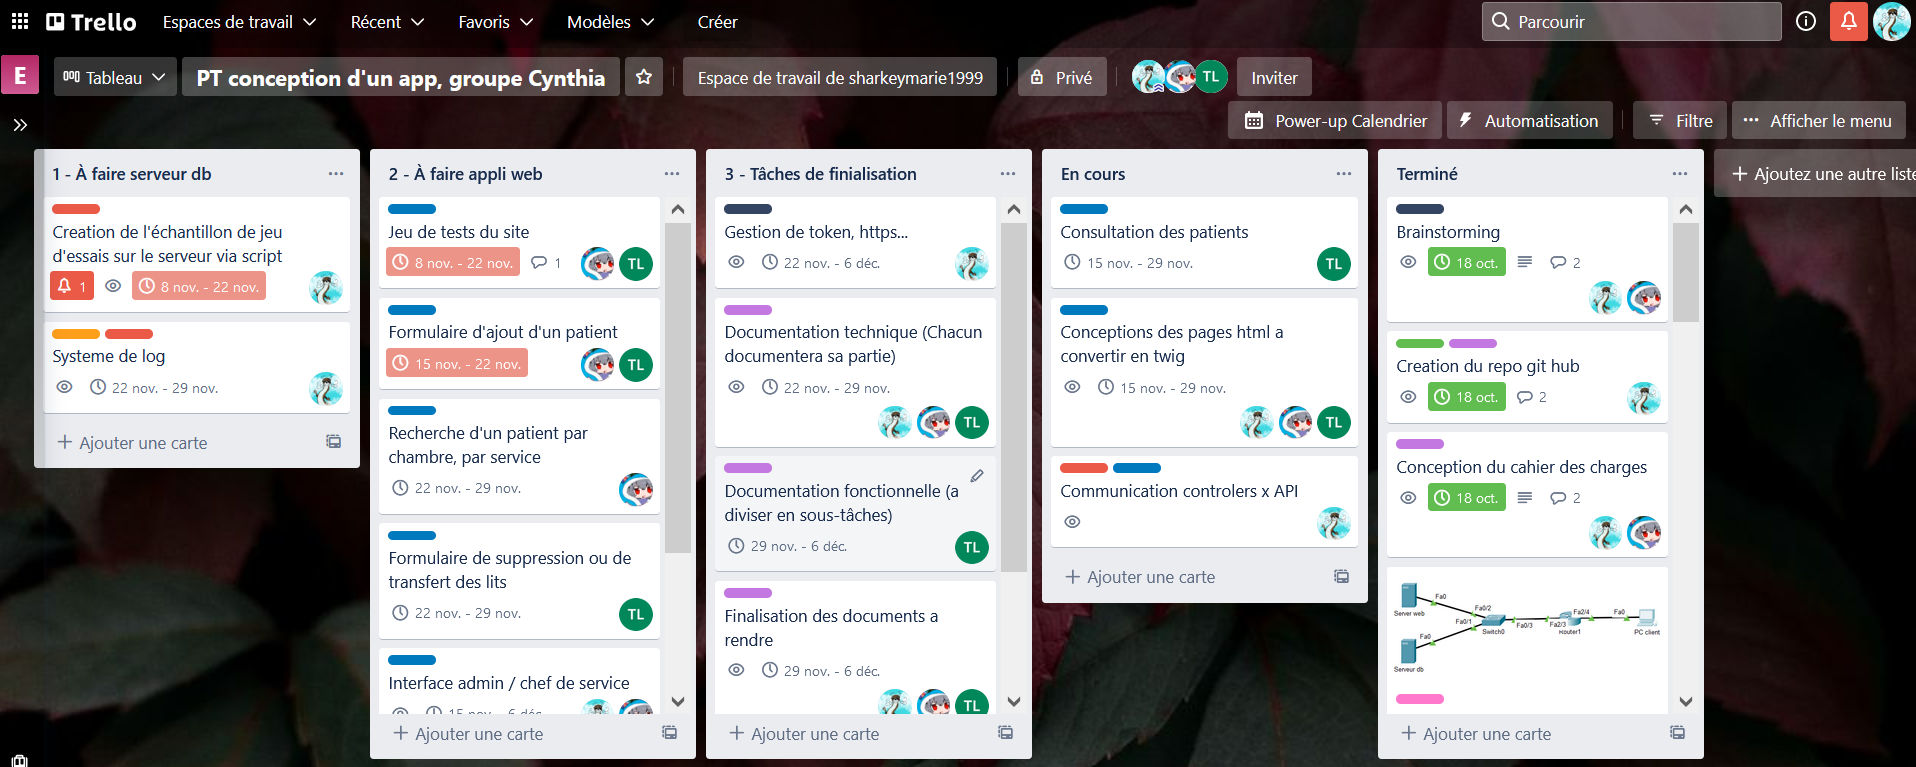 Trello
Espaces de travail
Récent
Favoris
Modèles
Créer
Parcourir
E
Tableau
PT conception d'un app, groupe Cynthia
Espace de travail de sharkeymarie1999
Privé
TL
Inviter
Power-up Calendrier
Automatisation
Filtre
Afficher le menu
1 - À faire serveur db
Creation de l'échantillon de jeu
d'essais sur le serveur via script
1
8 nov. - 22 nov.
Systeme de log
22 nov. - 29 nov.
+ Ajouter une carte
2 - À faire appli web
Jeu de tests du site
8 nov. - 22 nov.
1
TL
Formulaire d'ajout d'un patient
15 nov. - 22 nov.
TL
Recherche d'un patient par
chambre, par service
22 nov. - 29 nov.
Formulaire de suppression ou de
transfert des lits
22 nov. - 29 nov.
TL
Interface admin / chef de service
15 nov. - 6 déc.
+ Ajouter une carte
3 - Tâches de finialisation
Gestion de token, https...
22 nov. - 6 déc.
Documentation technique (Chacun
documentera sa partie)
22 nov. - 29 nov.
TL
Documentation fonctionnelle (a
diviser en sous-tâches)
29 nov. - 6 déc.
TL
Finalisation des documents a
rendre
29 nov. - 6 déc.
TL
+ Ajouter une carte
En cours
Consultation des patients
15 nov. - 29 nov.
TL
Conceptions des pages html a
convertir en twig
15 nov. - 29 nov.
TL
Communication controlers x API
+ Ajouter une carte
Terminé
Brainstorming
18 oct.
2
Creation du repo git hub
18 oct.
2
Conception du cahier des charges
18 oct.
2
Server web
Fa0
Fa0/2
Fa0/1
Switch0
Fa0/3
Fa2/3
Fa2/4
Router1
Fa0
PC client
Fa0
Serveur db
+ Ajouter une carte
+ Ajoutez une autre liste